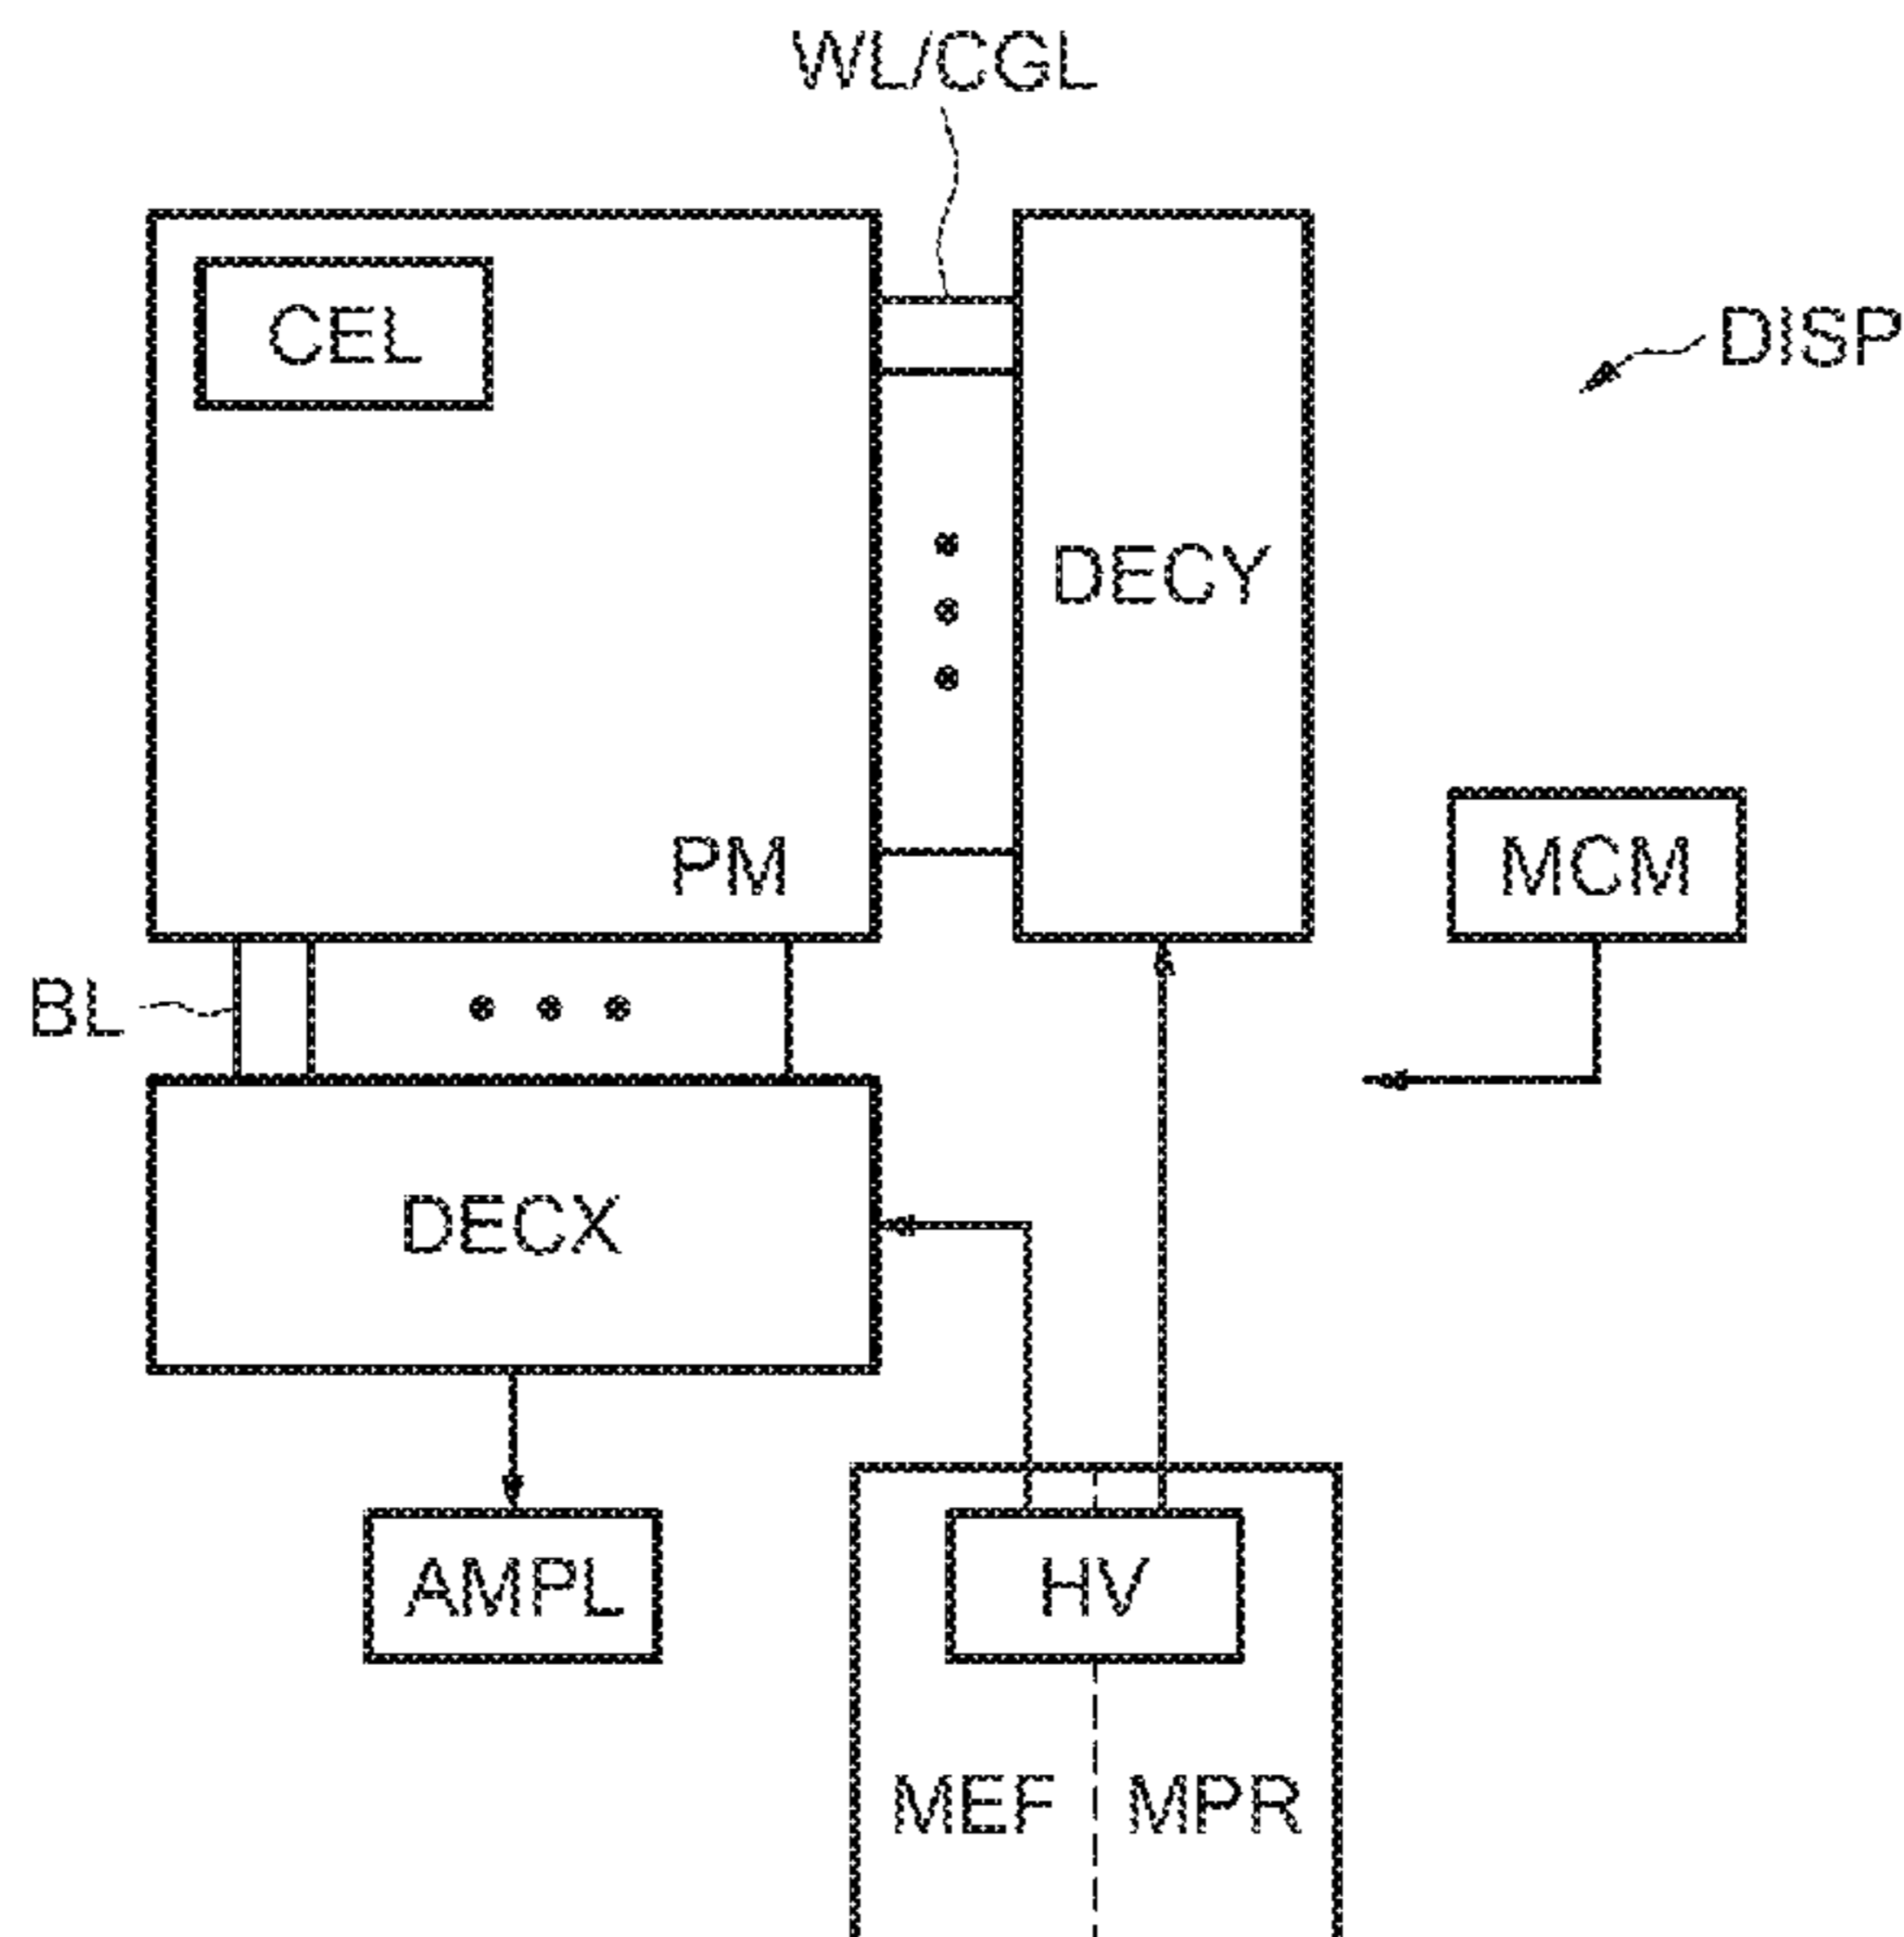 WL/CGL
CEL
DISP
DECY
PM
MCM
BL
DECX
AMPL
HV
MEF
MPR